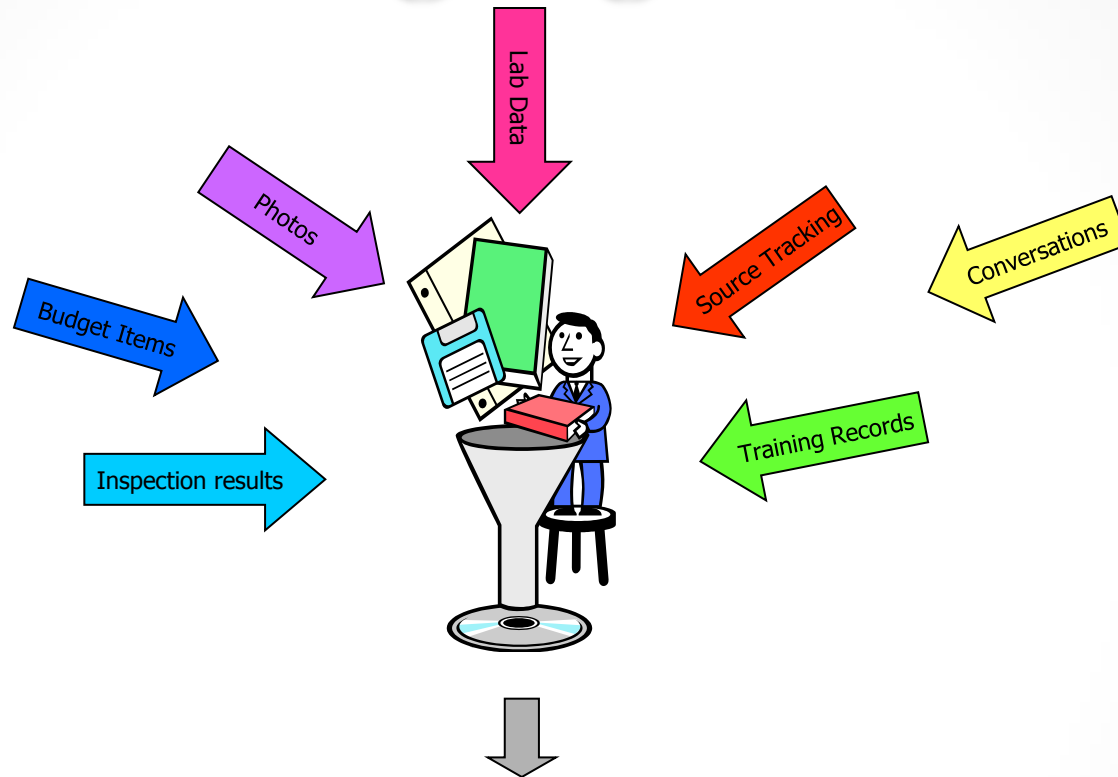 Lab Data
Photos
Source Tracking
Conversations
Budget Items
Training Records
Inspection results